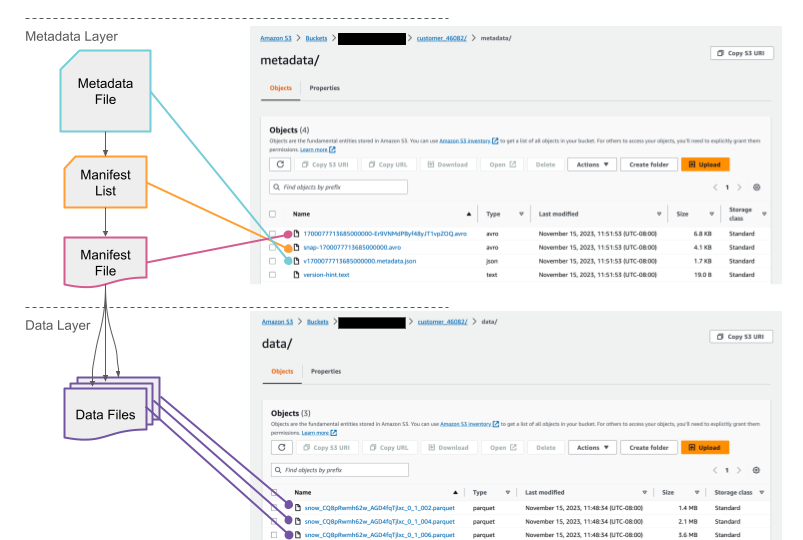 Metadata Layer
Metadata
File
Manifest
List
Manifest
File
Amazon S3 > Buckets > > customer_46082/ > metadata/
metadata/
Copy S3 URI
Objects
Properties
Objects (4)
Objects are the fundamental entities stored in Amazon S3. You can use Amazon S3 inventory to get a list of all objects in your bucket. For others to access your objects, you'll need to explicitly grant them
permissions. Learn more
Copy S3 URI Copy URL Download Open Delete Actions Create folder Upload
Find objects by prefix
1
Name Type Last modified Size Storage class
1700077713685000000-Er9VNMdPByf48yJT1vpZOQ.avro avro November 15, 2023, 11:51:53 (UTC-08:00) 6.8 KB Standard
snap-1700077713685000000.avro avro November 15, 2023, 11:51:53 (UTC-08:00) 4.1 KB Standard
v1700077713685000000.metadata.json json November 15, 2023, 11:51:53 (UTC-08:00) 1.7 KB Standard
version-hint.text text November 15, 2023, 11:51:53 (UTC-08:00) 19.0 B Standard
Data Layer
Data Files
Amazon S3 > Buckets > > customer_46082/ > data/
data/
Copy S3 URI
Objects
Properties
Objects (3)
Objects are the fundamental entities stored in Amazon S3. You can use Amazon S3 inventory to get a list of all objects in your bucket. For others to access your objects, you'll need to explicitly grant them
permissions. Learn more
Copy S3 URI Copy URL Download Open Delete Actions Create folder Upload
Find objects by prefix
1
Name Type Last modified Size Storage class
snow_CQ8pRwmh62w_AGD4fqTjlxc_0_1_002.parquet parquet November 15, 2023, 11:48:34 (UTC-08:00) 1.4 MB Standard
snow_CQ8pRwmh62w_AGD4fqTjlxc_0_1_004.parquet parquet November 15, 2023, 11:48:34 (UTC-08:00) 2.1 MB Standard
snow_CQ8pRwmh62w_AGD4fqTjlxc_0_1_006.parquet parquet November 15, 2023, 11:48:34 (UTC-08:00) 3.6 MB Standard